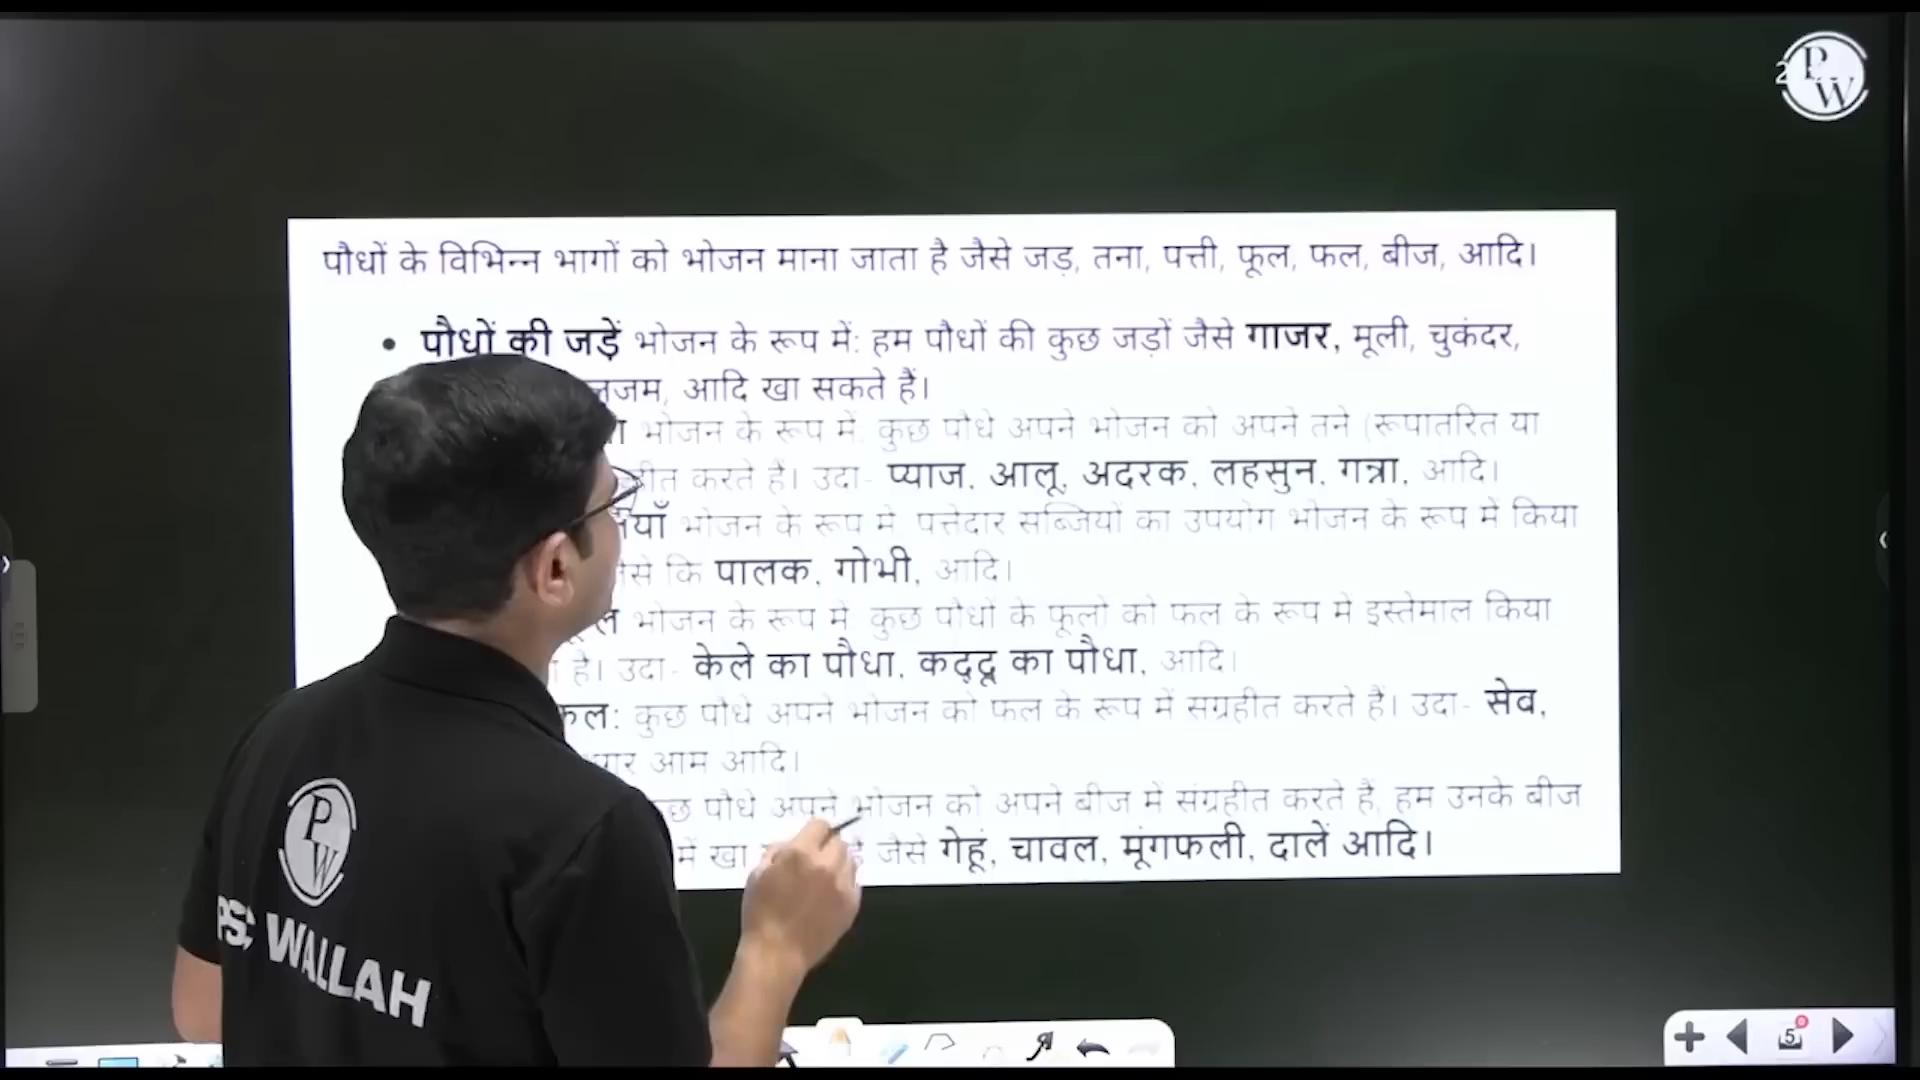 PW
पौधों के विभिन्न भागों को भोजन माना जाता है जैसे जड़, तना, पत्ती, फूल, फल, बीज, आदि।
• पौधों की जड़ें भोजन के रूप में: हम पौधों की कुछ जड़ों जैसे गाजर, मूली, चुकंदर,
आदि खा सकते हैं।
भोजन के रूप में कुछ पौधे अपने भोजन को अपने तने (रूपांतरित या
करते हैं। उदा- प्याज, आलू, अदरक, लहसुन, गन्ना, आदि।
भोजन के रूप में पत्तेदार सब्जियों का उपयोग भोजन के रूप में किया
कि पालक, गोभी, आदि।
भोजन के रूप में कुछ पौधों के फूलों को फल के रूप में इस्तेमाल किया
है। उदा- केले का पौधा, कद्दू का पौधा, आदि।
फल: कुछ पौधे अपने भोजन को फल के रूप में संग्रहीत करते हैं। उदा- सेब,
आम आदि।
पौधे अपने भोजन को अपने बीज में संग्रहीत करते हैं, हम उनके बीज
में खा है जैसे गेहूं, चावल, मूंगफली, दालें आदि।
PW
PSC WALLAH
5